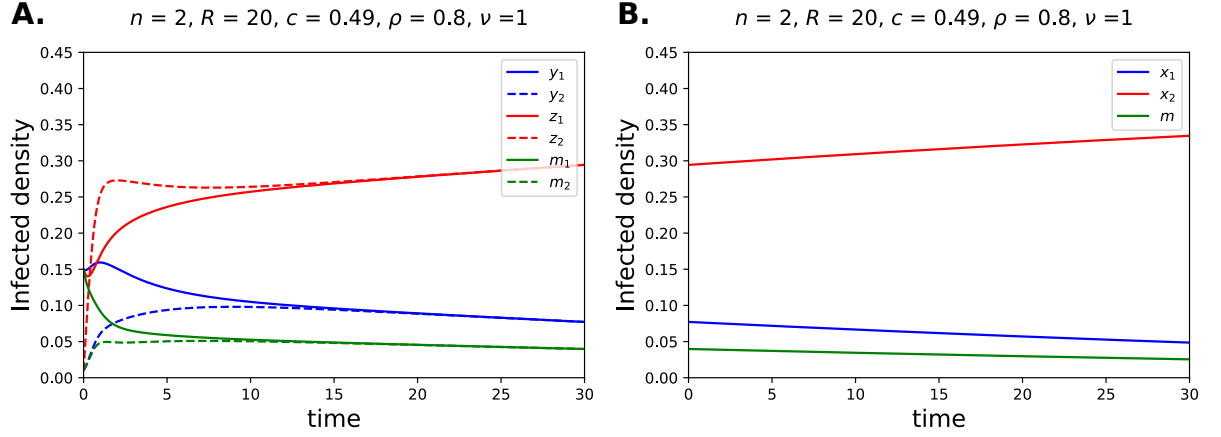 A.
n = 2, R = 20, c = 0.49, ρ = 0.8, ν =1
Infected density
0.45
0.40
0.35
0.30
0.25
0.20
0.15
0.10
0.05
0.00
y₁
y₂
z₁
z₂
m₁
m₂
0 5 10 15 20 25 30
time
B.
n = 2, R = 20, c = 0.49, ρ = 0.8, ν =1
Infected density
0.45
0.40
0.35
0.30
0.25
0.20
0.15
0.10
0.05
0.00
x₁
x₂
m
0 5 10 15 20 25 30
time